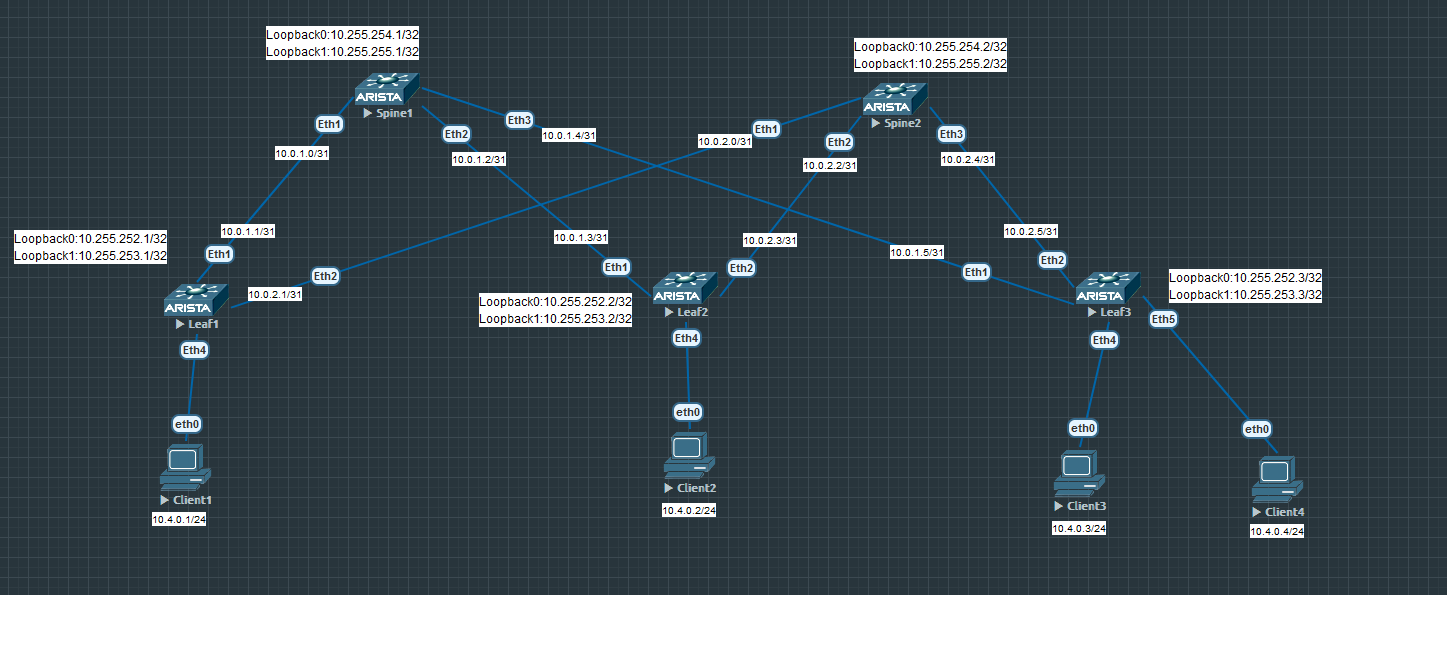 Loopback0:10.255.254.1/32
Loopback1:10.255.255.1/32
Loopback0:10.255.254.2/32
Loopback1:10.255.255.2/32
ARISTA
Spine1
ARISTA
Spine2
Eth1
Eth2
Eth3
Eth1
Eth2
Eth3
10.0.1.0/31
10.0.1.2/31
10.0.1.4/31
10.0.2.0/31
10.0.2.2/31
10.0.2.4/31
Loopback0:10.255.252.1/32
Loopback1:10.255.253.1/32
10.0.1.1/31
Eth1
Eth2
10.0.2.1/31
ARISTA
Leaf1
10.0.1.3/31
Eth1
10.0.2.3/31
Eth2
Loopback0:10.255.252.2/32
Loopback1:10.255.253.2/32
ARISTA
Leaf2
10.0.1.5/31
Eth1
10.0.2.5/31
Eth2
Loopback0:10.255.252.3/32
Loopback1:10.255.253.3/32
ARISTA
Leaf3
Eth4
Eth4
Eth4
Eth5
eth0
eth0
eth0
eth0
Client1
10.4.0.1/24
Client2
10.4.0.2/24
Client3
10.4.0.3/24
Client4
10.4.0.4/24